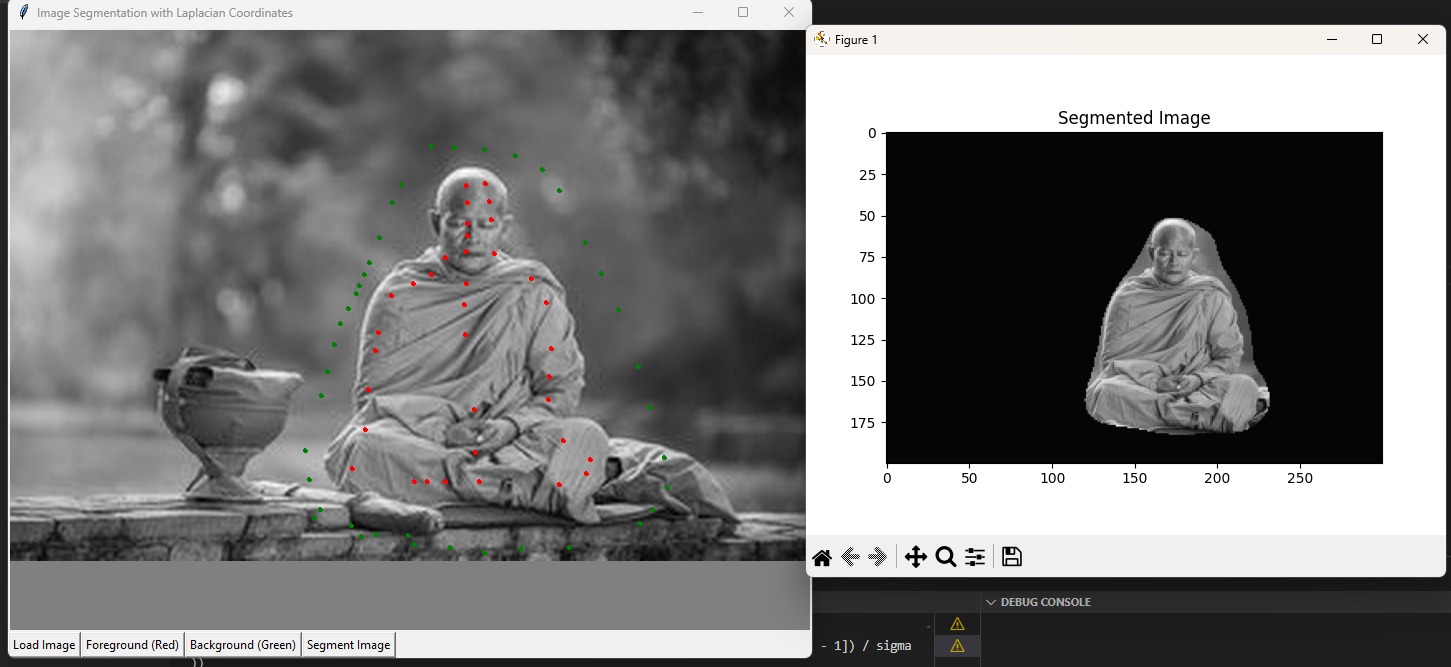 Image Segmentation with Laplacian Coordinates
Load Image
Foreground (Red)
Background (Green)
Segment Image
Figure 1
Segmented Image
0
25
50
75
100
125
150
175
0 50 100 150 200 250
DEBUG CONSOLE
- 1]) / sigma
))